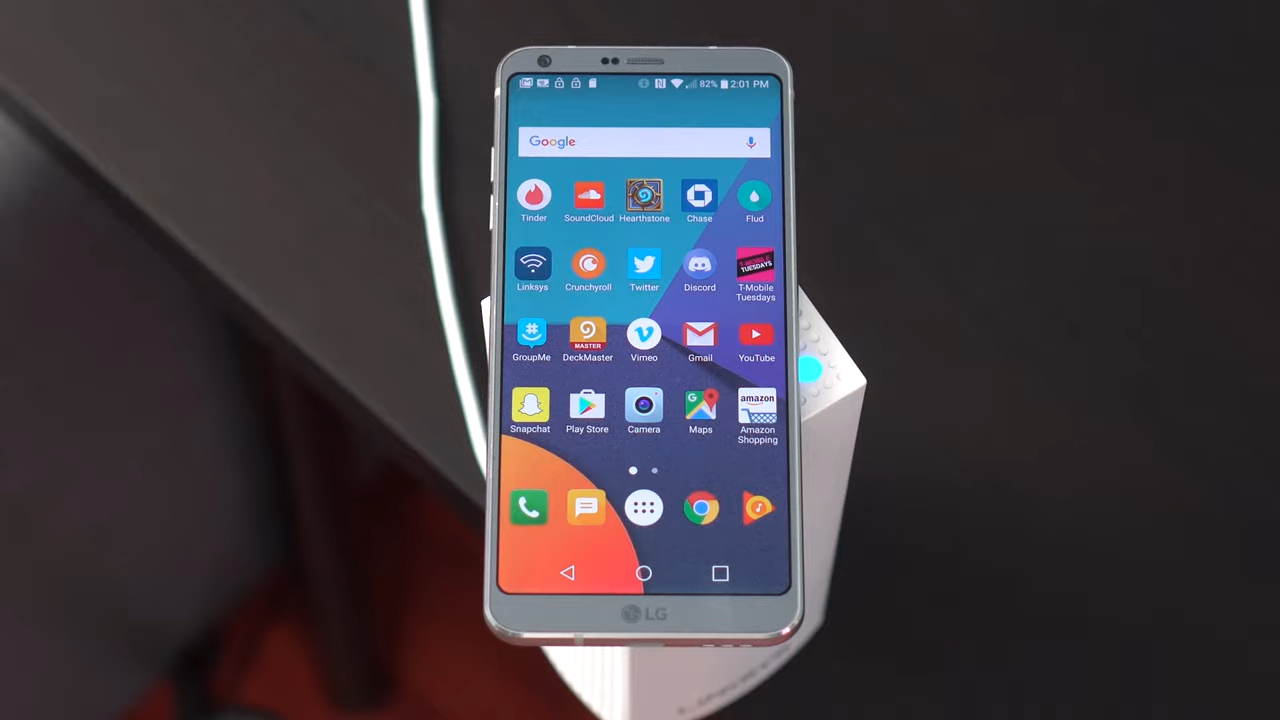 82% 2:01 PM
Google
Tinder SoundCloud Hearthstone Chase Flud
T-MOBILE
TUESDAYS
Linksys Crunchyroll Twitter Discord T-Mobile
Tuesdays
MASTER
GroupMe DeckMaster Vimeo Gmail YouTube
amazon
Snapchat Play Store Camera Maps Amazon
Shopping
LG